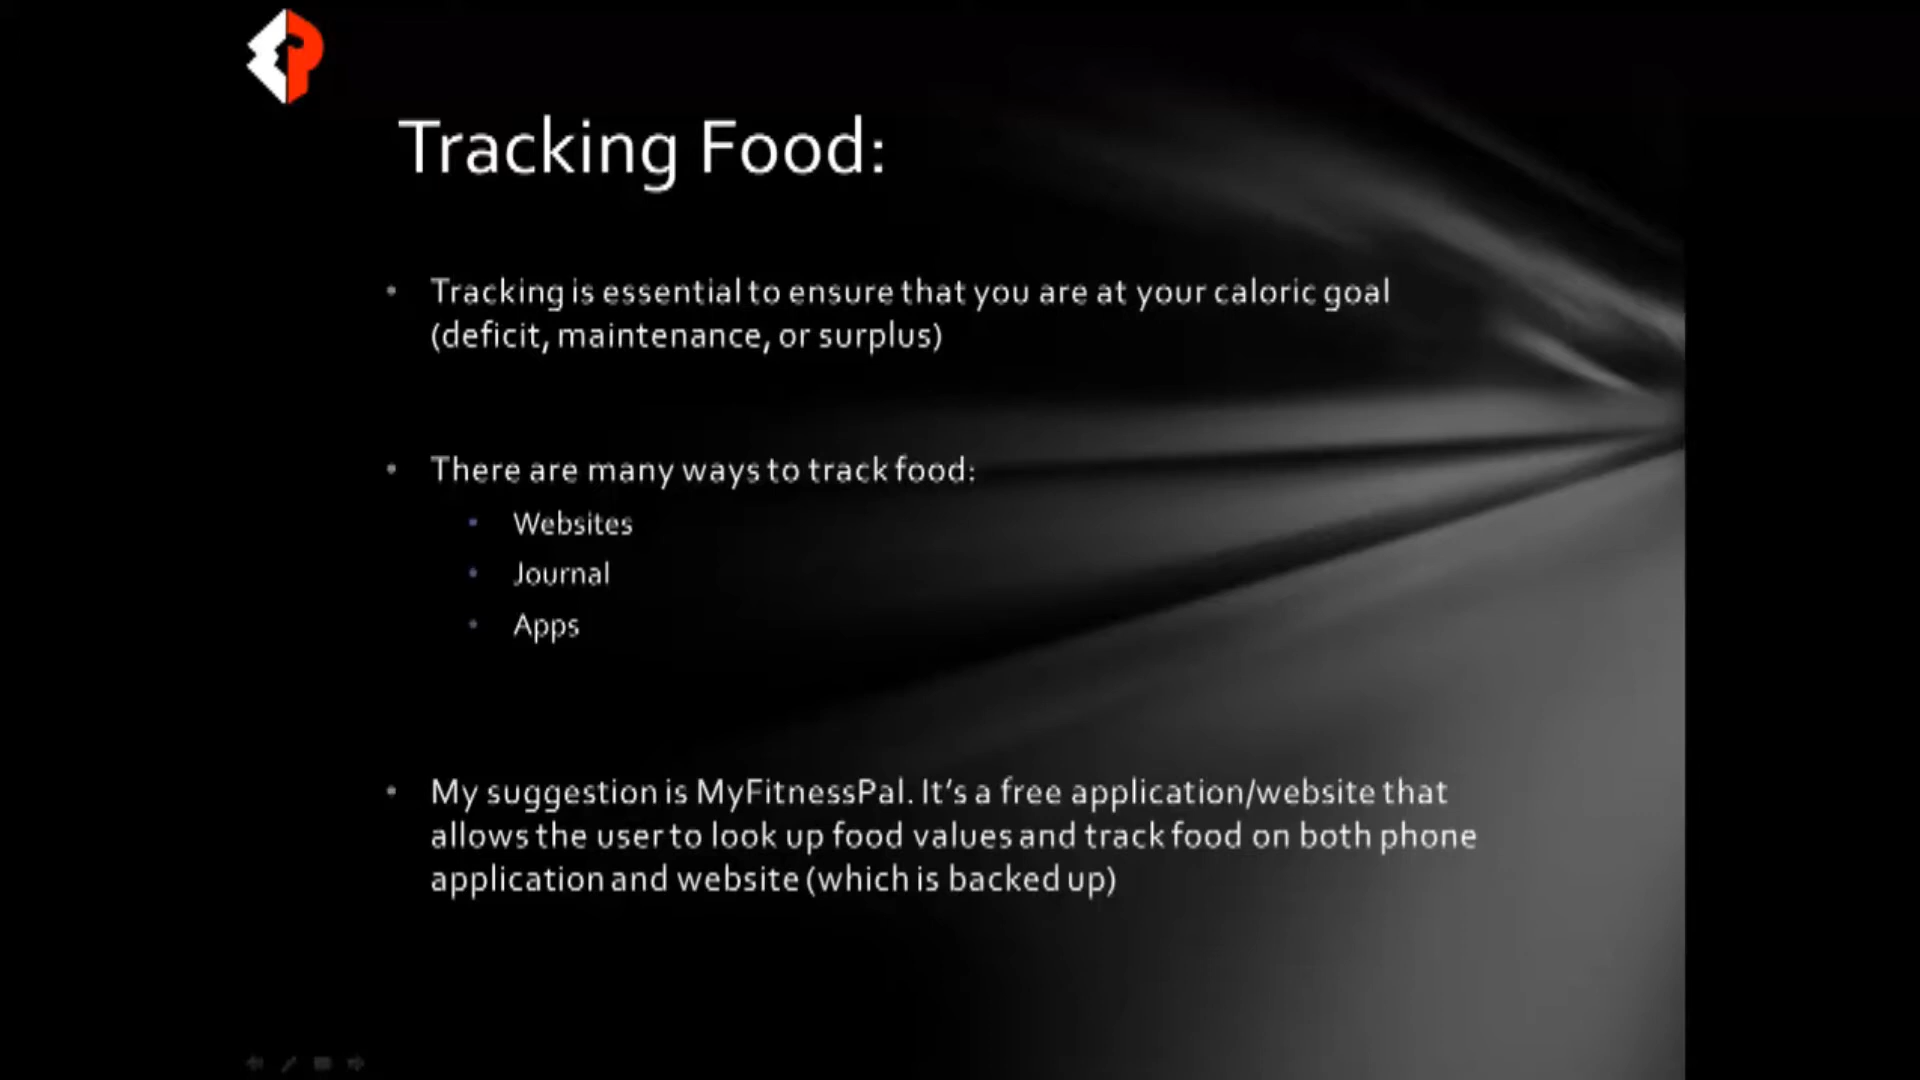 Tracking Food:
• Tracking is essential to ensure that you are at your caloric goal
(deficit, maintenance, or surplus)
• There are many ways to track food:
• Websites
• Journal
• Apps
• My suggestion is MyFitnessPal. It's a free application/website that
allows the user to look up food values and track food on both phone
application and website (which is backed up)